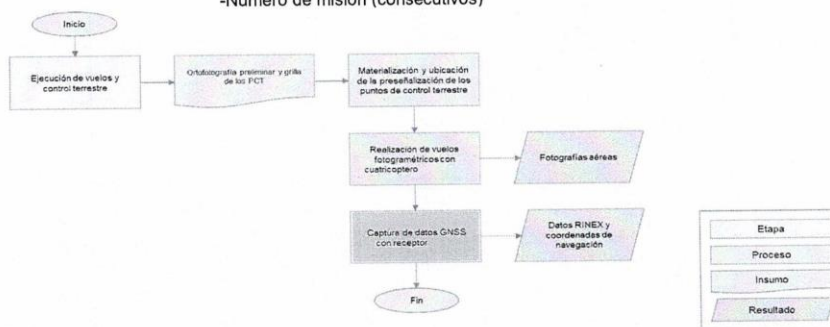 -Número de misión (consecutivos)
Inicio
Ejecución de vuelos y
control terrestre
Ortofotografía preliminar y grilla
de los PCT
Materialización y ubicación
de la preseñalización de los
puntos de control terrestre
Realización de vuelos
fotogramétricos con
cuatricoptero
Fotografías aéreas
Captura de datos GNSS
con receptor
Datos RINEX y
coordenadas de
navegación
Fin
Etapa
Proceso
Insumo
Resultado